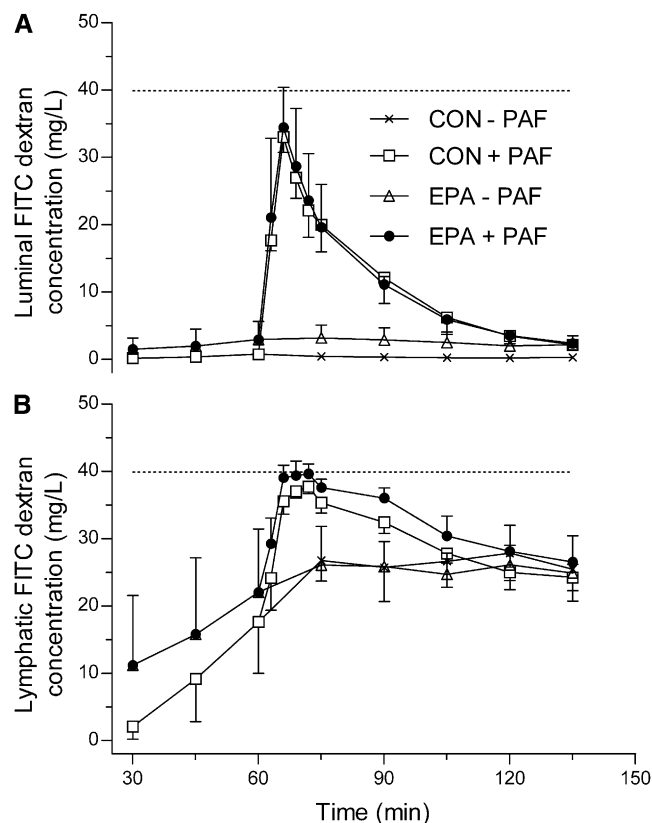 A
50
40
30
20
10
0
Luminal FITC dextran
concentration (mg/L)
CON - PAF
CON + PAF
EPA - PAF
EPA + PAF
B
50
40
30
20
10
0
Lymphatic FITC dextran
concentration (mg/L)
30 60 90 120 150
Time (min)